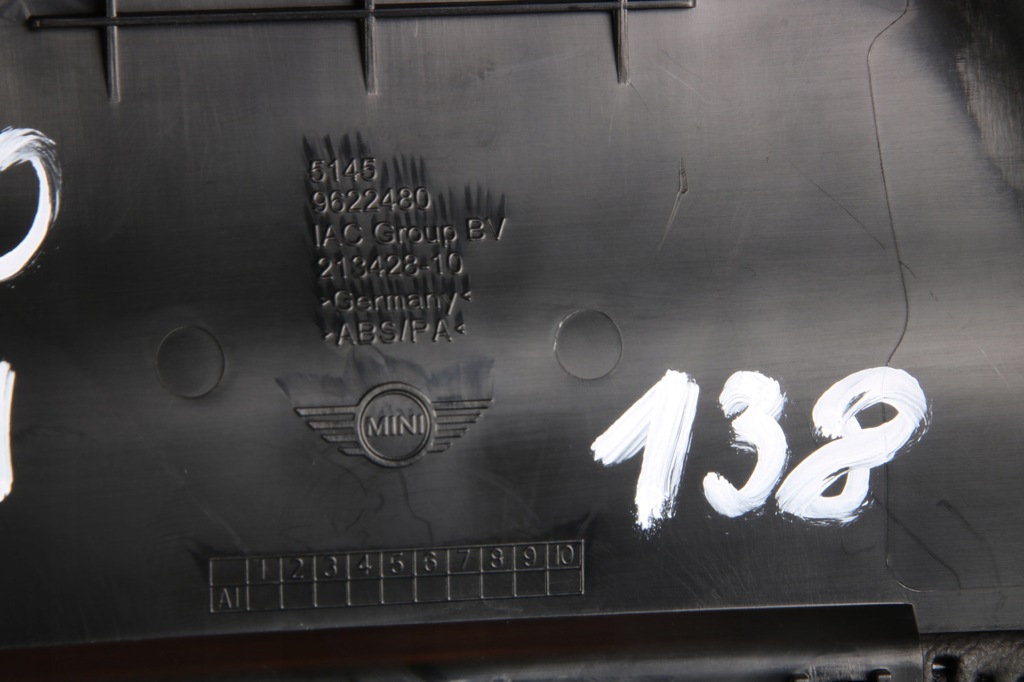 5145
9622480
IAC Group BV
213428-10
>Germany<
>ABS/PA<
MINI
138
1 2 3 4 5 6 7 8 9 10
AI